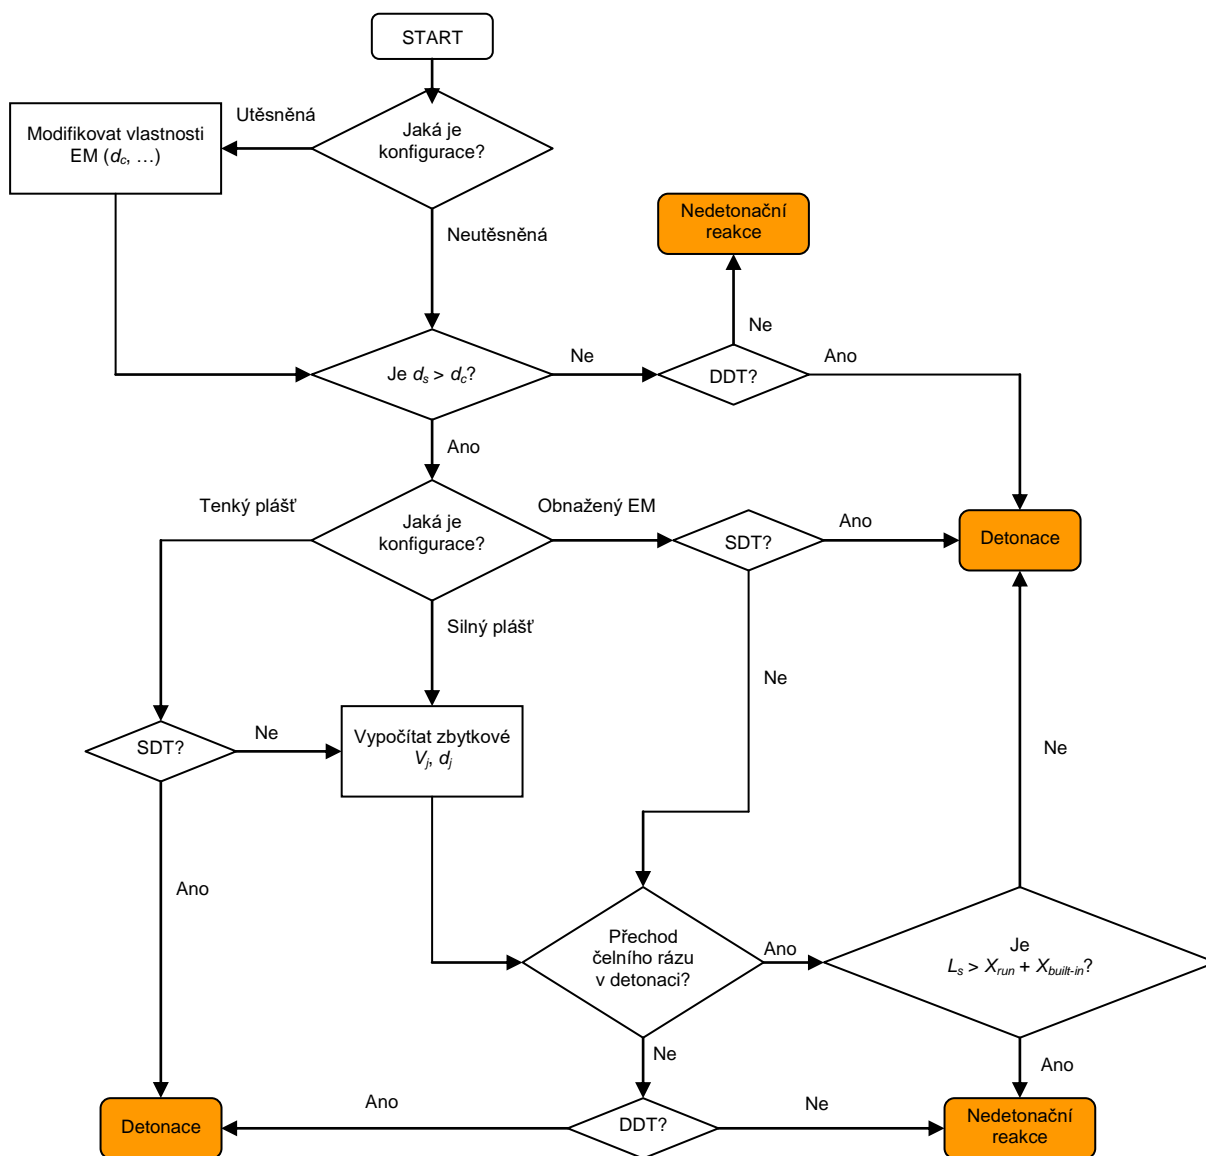 START
Utěsněná
Modifikovat vlastnosti
EM (dc, …)
Jaká je
konfigurace?
Nedetonační
reakce
Neutěsněná
Ne
Je ds > dc?
Ne
DDT?
Ano
Ano
Tenký plášť
Jaká je
konfigurace?
Obnažený EM
SDT?
Ano
Detonace
Silný plášť
Ne
SDT?
Ne
Vypočítat zbytkové
Vj, dj
Ne
Ano
Přechod
čelního rázu
v detonaci?
Ano
Je
Ls > Xrun + Xbuilt-in?
Ne
Ano
Detonace
Ano
DDT?
Ne
Nedetonační
reakce